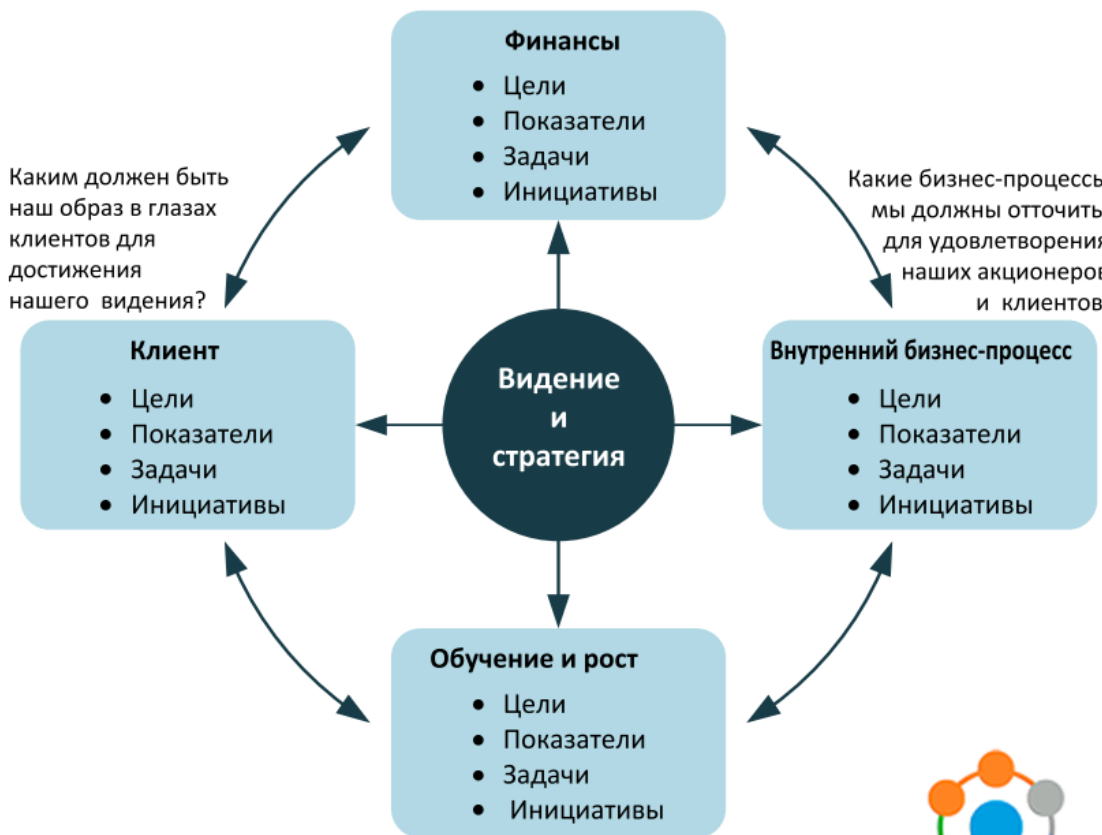 Финансы
• Цели
• Показатели
• Задачи
• Инициативы
Каким должен быть
наш образ в глазах
клиентов для
достижения
нашего видения?
Какие бизнес-процессы
мы должны отточить
для удовлетворения
наших акционеров
и клиентов
Клиент
• Цели
• Показатели
• Задачи
• Инициативы
Видение
и
стратегия
Внутренний бизнес-процесс
• Цели
• Показатели
• Задачи
• Инициативы
Обучение и рост
• Цели
• Показатели
• Задачи
• Инициативы